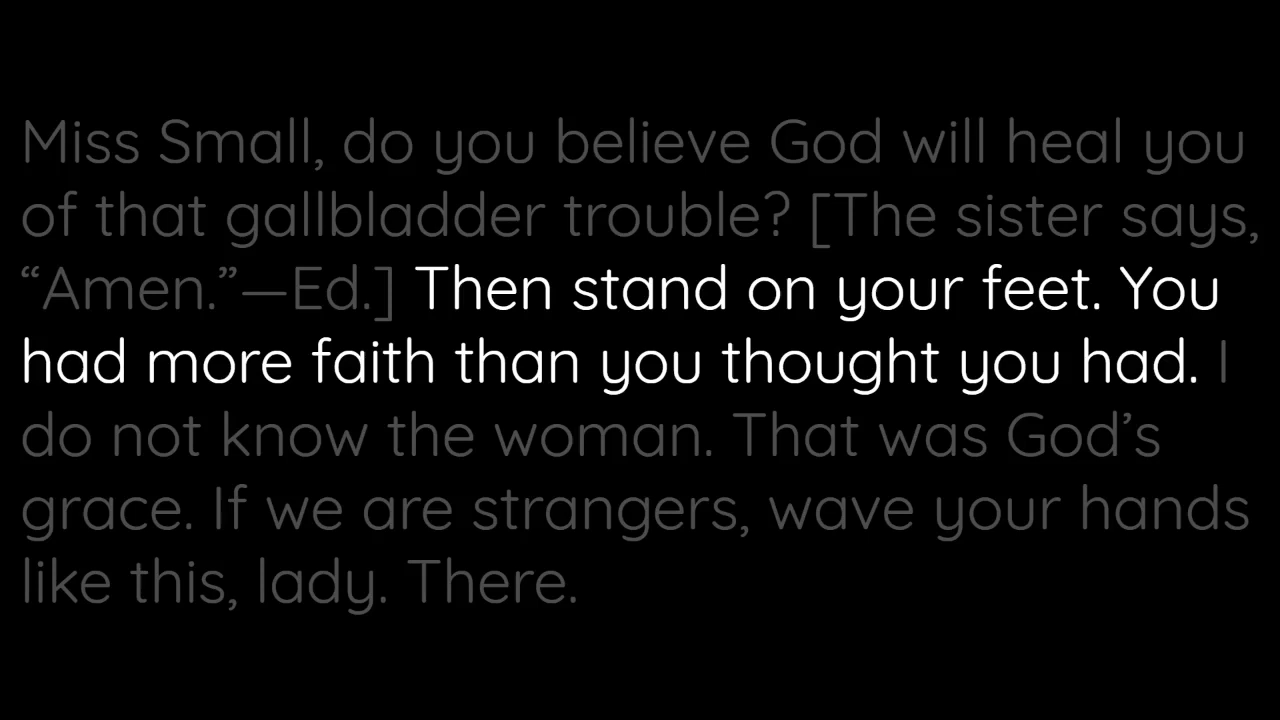 Miss Small, do you believe God will heal you
of that gallbladder trouble? [The sister says,
“Amen.”—Ed.] Then stand on your feet. You
had more faith than you thought you had. I
do not know the woman. That was God’s
grace. If we are strangers, wave your hands
like this, lady. There.